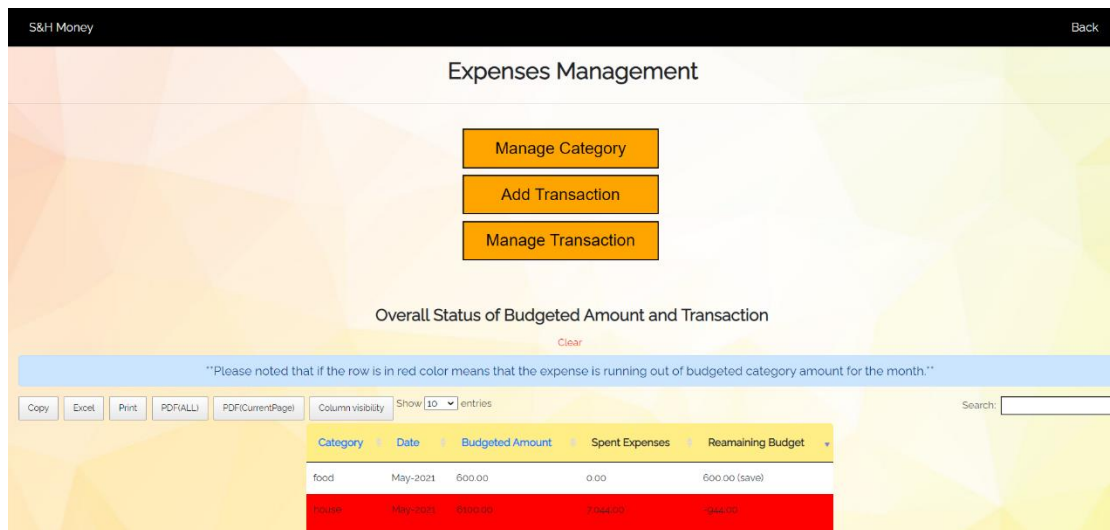 S&H Money Back
Expenses Management
Manage Category
Add Transaction
Manage Transaction
Overall Status of Budgeted Amount and Transaction
Clear
**Please noted that if the row is in red color means that the expense is running out of budgeted category amount for the month.**
Copy Excel Print PDF(ALL) PDF(CurrentPage) Column visibility Show 10 entries Search:
Category Date Budgeted Amount Spent Expenses Reamaining Budget
food May-2021 600.00 0.00 600.00 (save)
house May-2021 6100.00 7,044.00 -944.00